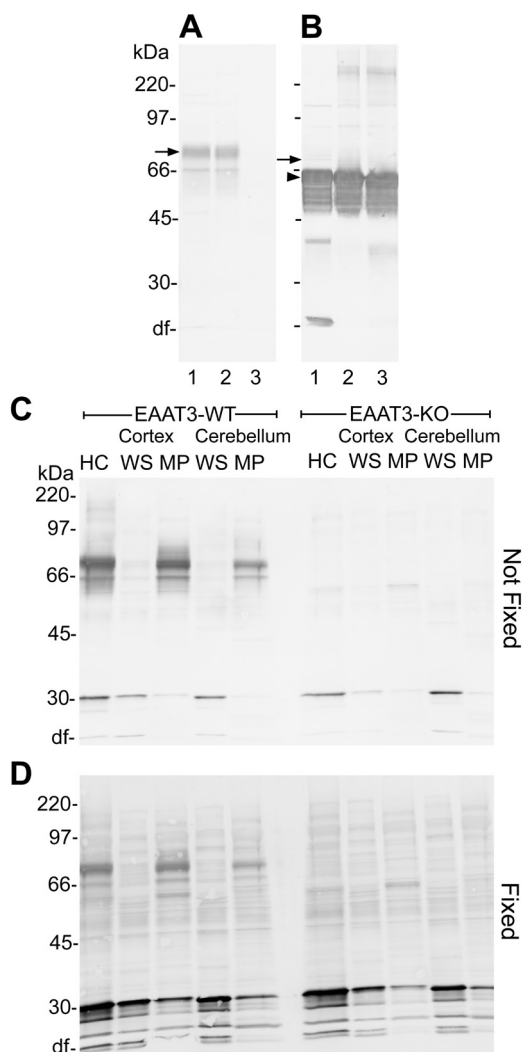 A B
kDa
220-
97-
66-
45-
30-
df-
1 2 3 1 2 3
C EAAT3-WT EAAT3-KO
Cortex Cerebellum Cortex Cerebellum
HC WS MP WS MP HC WS MP WS MP
kDa
220-
97-
66-
45-
30-
df-
Not Fixed
D
220-
97-
66-
45-
30-
df-
Fixed